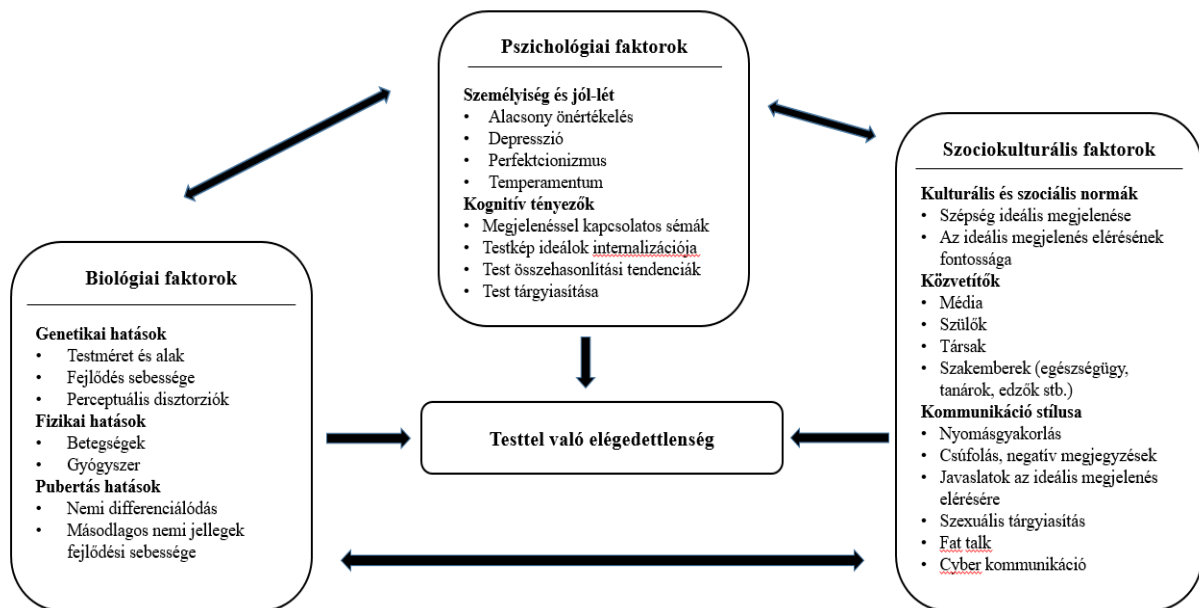 Pszichológiai faktorok
Személyiség és jól-lét
• Alacsony önértékelés
• Depresszió
• Perfektcionizmus
• Temperamentum
Kognitív tényezők
• Megjelenéssel kapcsolatos sémák
• Testkép ideálok internalizációja
• Test összehasonlítási tendenciák
• Test tárgyiasítása
Biológiai faktorok
Genetikai hatások
• Testméret és alak
• Fejlődés sebessége
• Perceptuális disztorziók
Fizikai hatások
• Betegségek
• Gyógyszer
Pubertás hatások
• Nemi differenciálódás
• Másodlagos nemi jellegek
fejlődési sebessége
Testtel való elégedettlenség
Szociokulturális faktorok
Kulturális és szociális normák
• Szépség ideális megjelenése
• Az ideális megjelenés elérésének
fontossága
Közvetítők
• Média
• Szülők
• Társak
• Szakemberek (egészségügy,
tanárok, edzők stb.)
Kommunikáció stílusa
• Nyomásgyakorlás
• Csúfolás, negatív megjegyzések
• Javaslatok az ideális megjelenés
elérésére
• Szexuális tárgyiasítás
• Fat talk
• Cyber kommunikáció